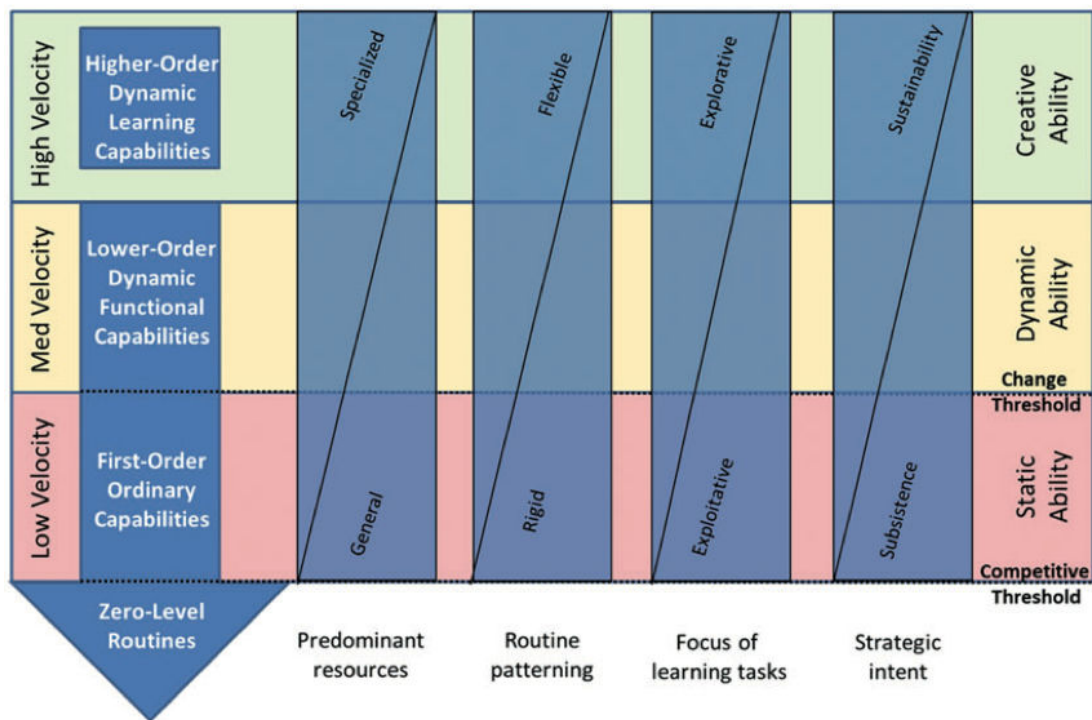 High Velocity
Higher-Order
Dynamic
Learning
Capabilities
Specialized
Flexible
Explorative
Sustainability
Creative
Ability
Med Velocity
Lower-Order
Dynamic
Functional
Capabilities
Dynamic
Ability
Change
Threshold
Low Velocity
First-Order
Ordinary
Capabilities
General
Rigid
Exploitative
Subsistence
Static
Ability
Competitive
Threshold
Zero-Level
Routines
Predominant
resources
Routine
patterning
Focus of
learning tasks
Strategic
intent